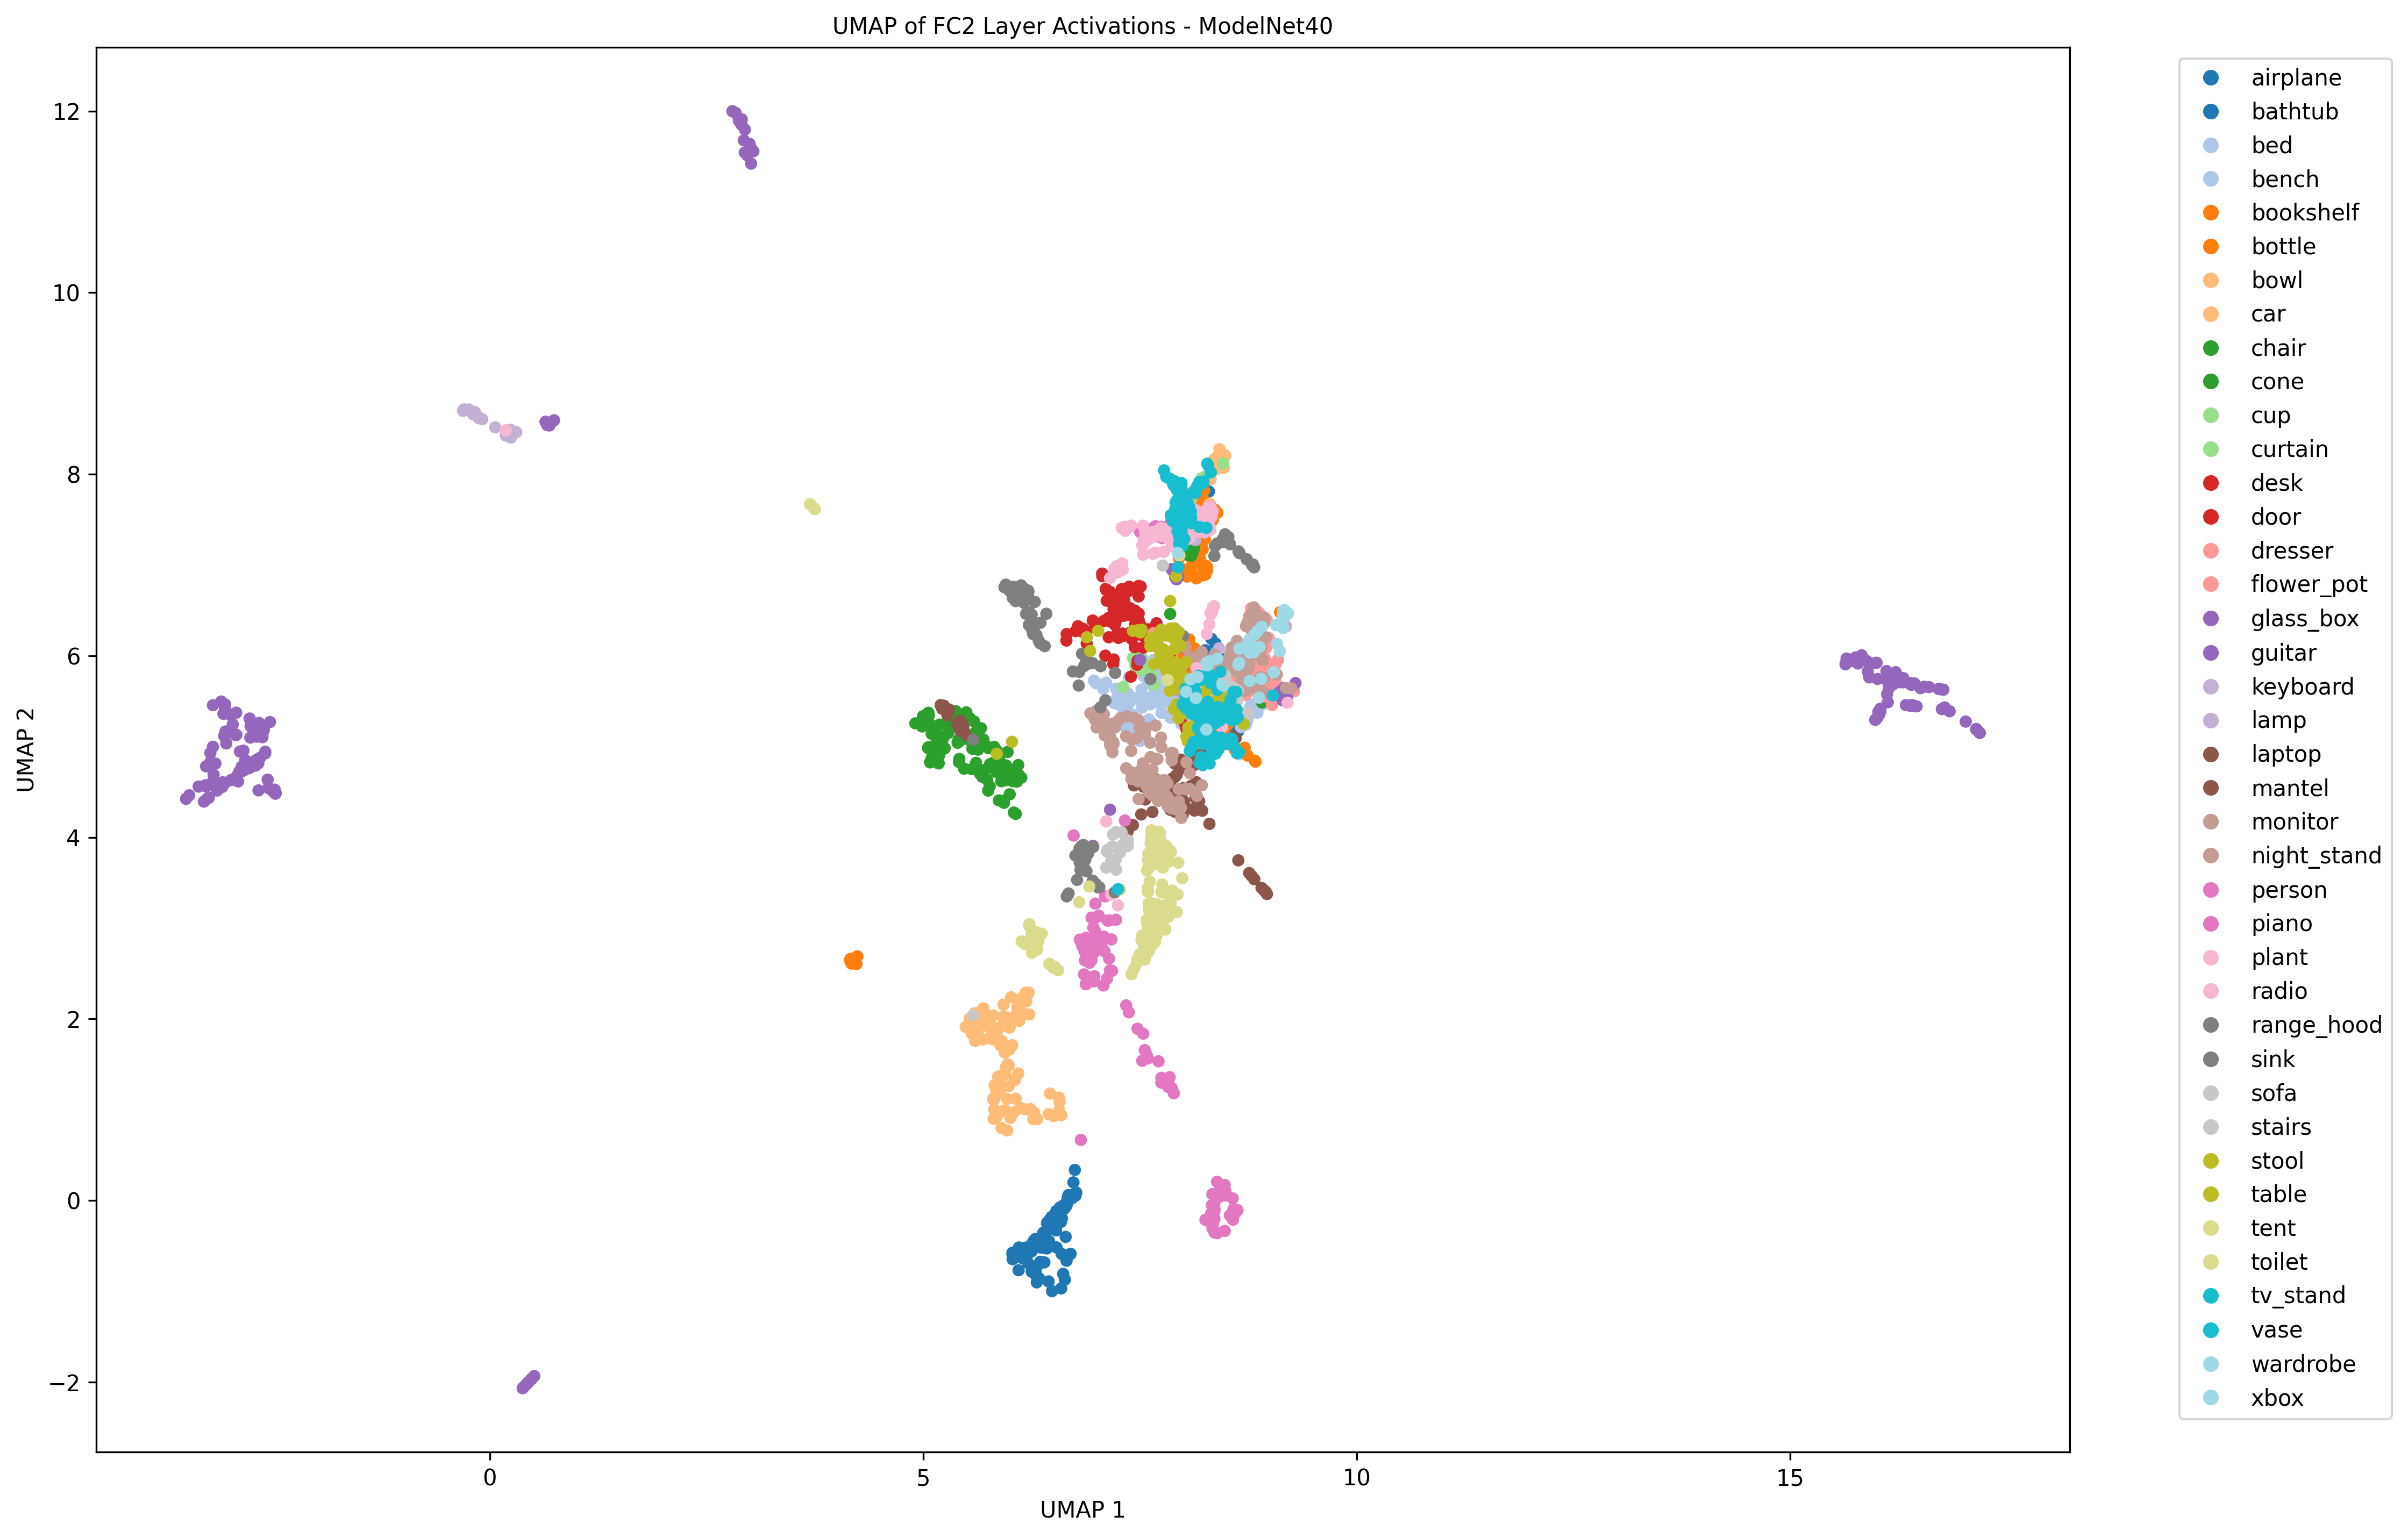 UMAP of FC2 Layer Activations - ModelNet40
12
10
8
6
4
2
0
−2
UMAP 2
0
5
10
15
UMAP 1
airplane
bathtub
bed
bench
bookshelf
bottle
bowl
car
chair
cone
cup
curtain
desk
door
dresser
flower_pot
glass_box
guitar
keyboard
lamp
laptop
mantel
monitor
night_stand
person
piano
plant
radio
range_hood
sink
sofa
stairs
stool
table
tent
toilet
tv_stand
vase
wardrobe
xbox